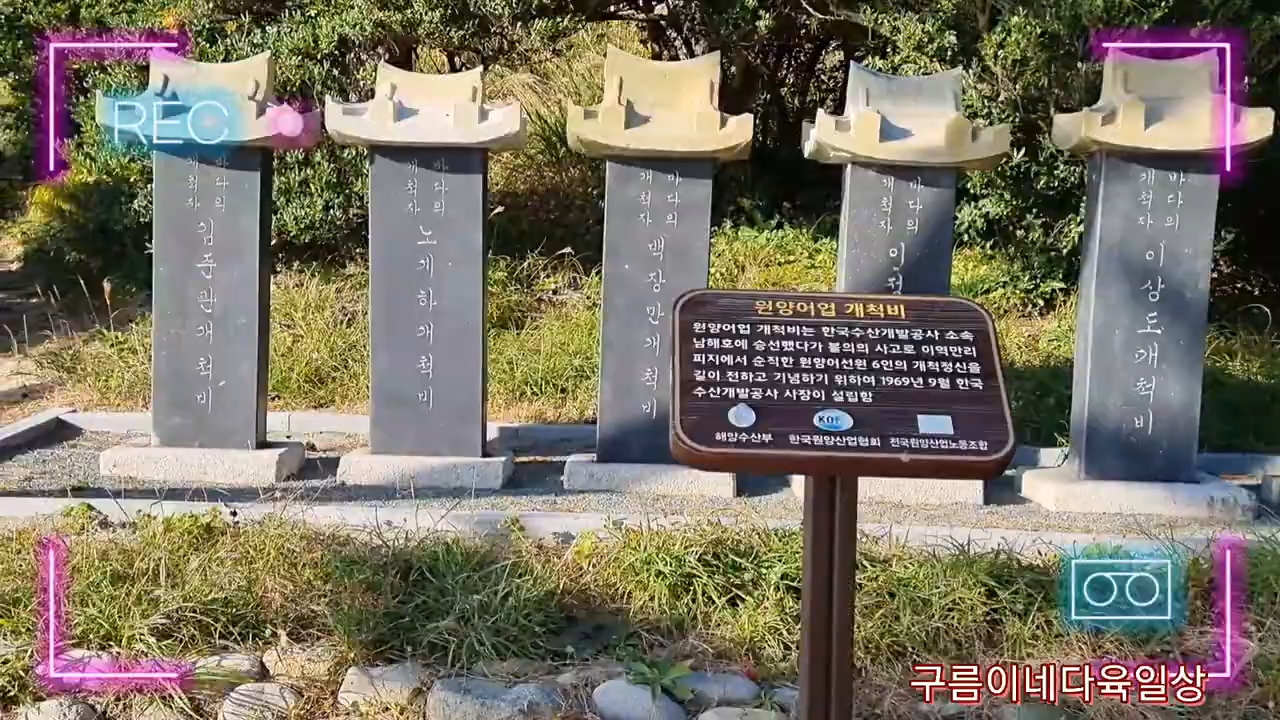 REC
바다의
개척자
임준관개척비
바다의
개척자
노계하개척비
바다의
개척자
백장만개척비
바다의
개척자
바다의
개척자
이상도개척비
원양어업 개척비
원양어업 개척비는 한국수산개발공사 소속
남해호에 승선했다가 불의의 사고로 이역만리
피지에서 순직한 원양어선원 6인의 개척정신을
길이 전하고 기념하기 위하여 1969년 9월 한국
수산개발공사 사장이 설립함
해양수산부 한국원양산업협회 전국원양산업노동조합
구름이네다육일상